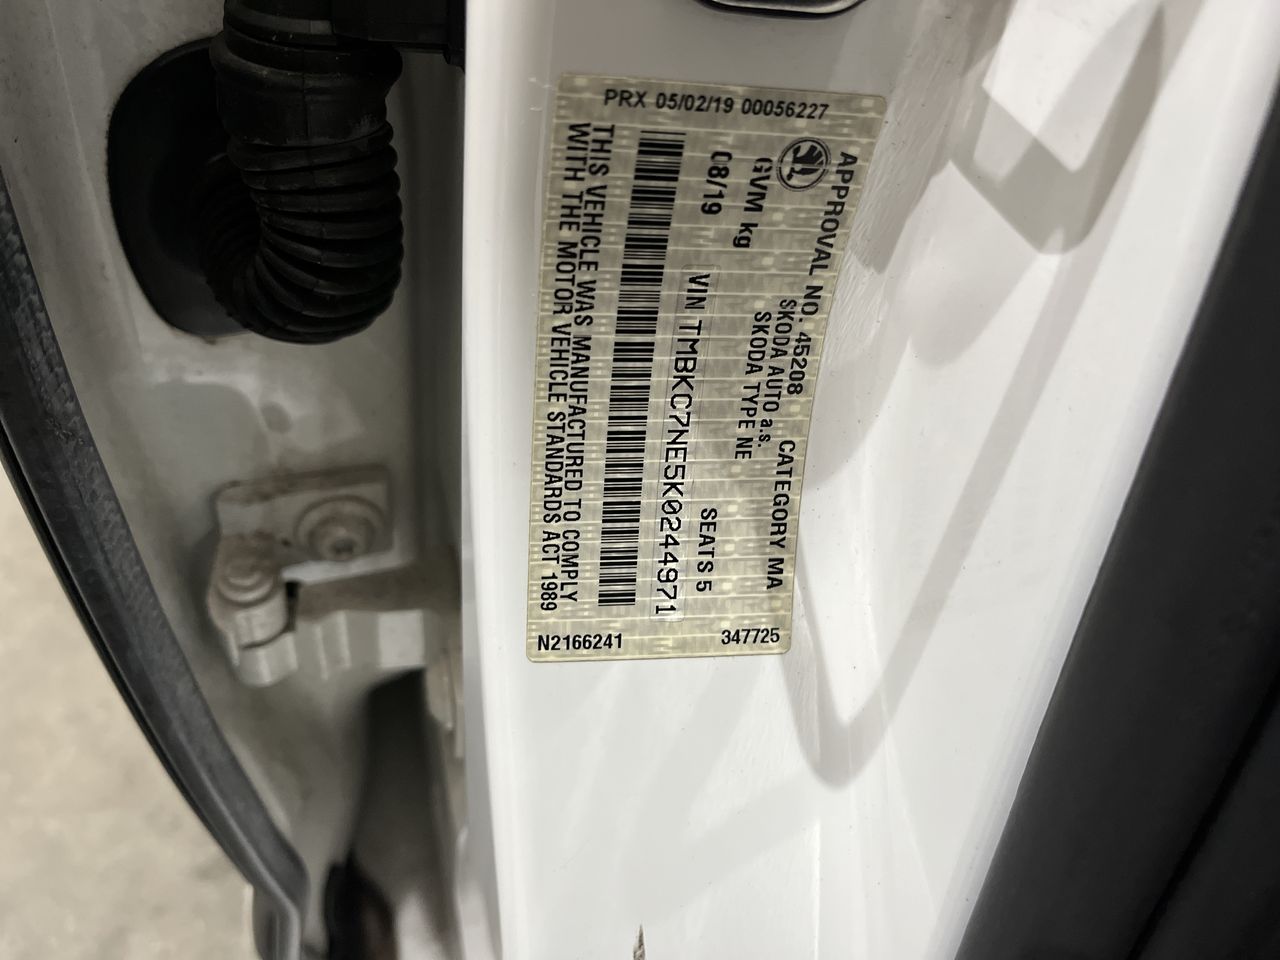 PRX 05/02/19 00056227
APPROVAL NO. 45208 CATEGORY MA
SKODA AUTO a.s.
SKODA TYPE NE
GVM kg SEATS 5
08/19 VIN TMBKC7NE5K0244971
THIS VEHICLE WAS MANUFACTURED TO COMPLY
WITH THE MOTOR VEHICLE STANDARDS ACT 1989
N2166241 347725